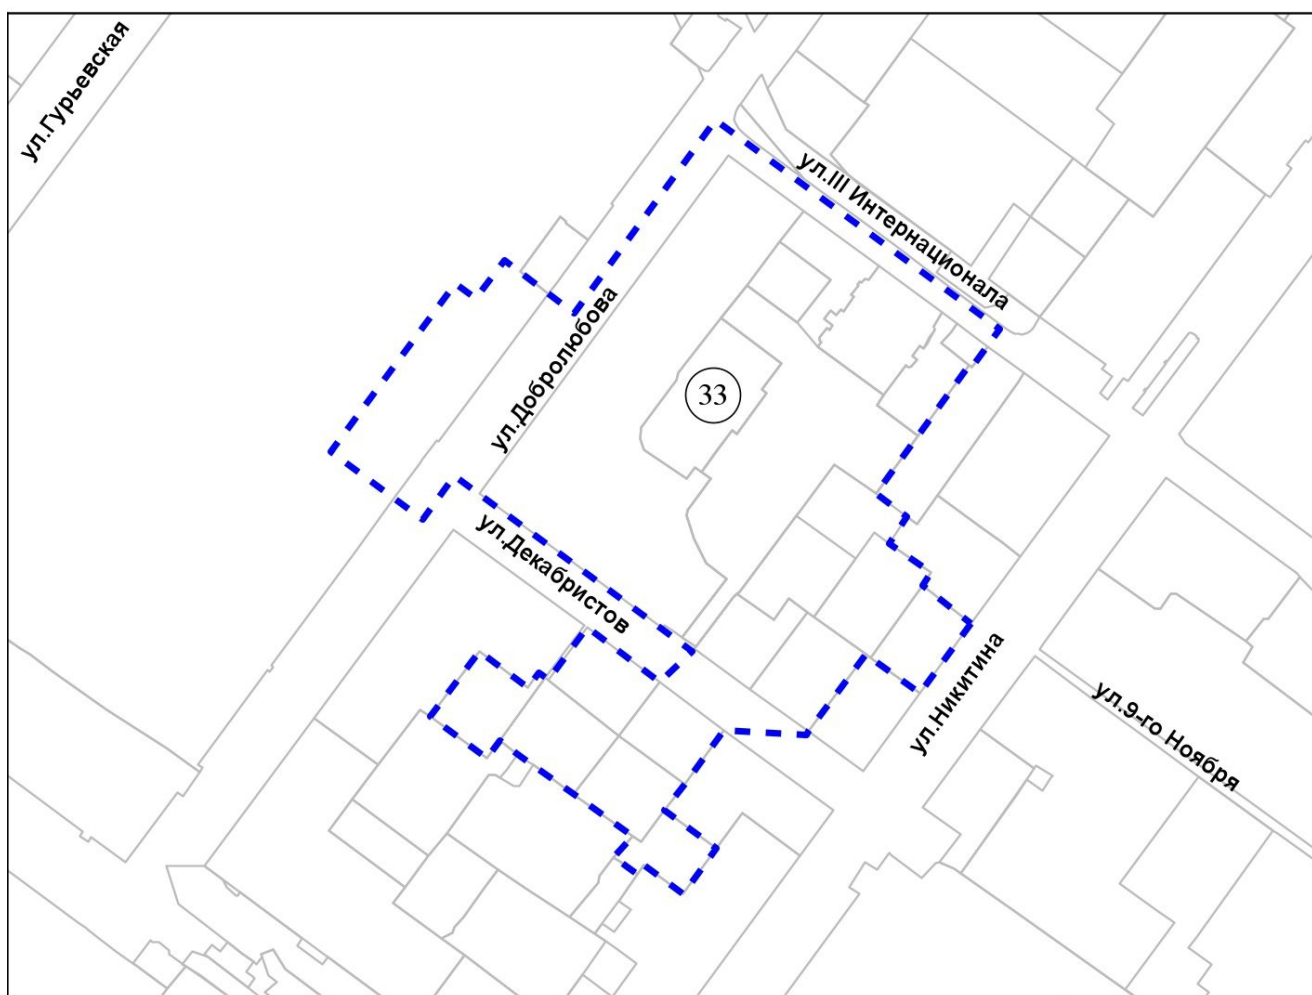 ул.Гурьевская
ул.III Интернационала
ул.Добролюбова
33
ул.Декабристов
ул.Никитина
ул.9-го Ноября